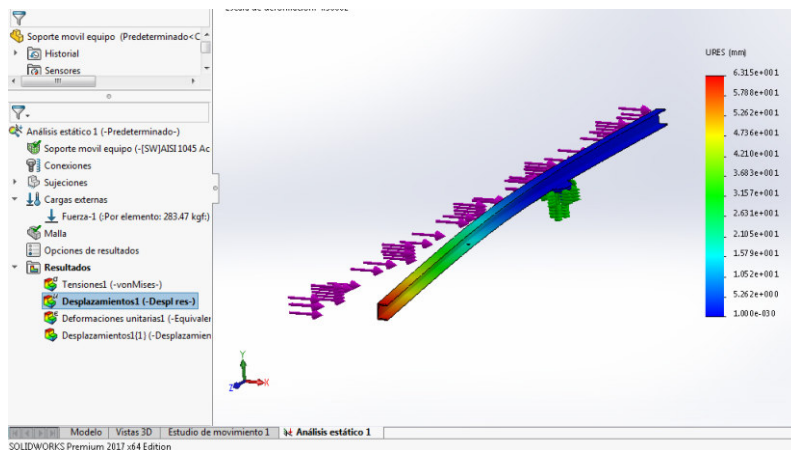 Soporte movil equipo (Predeterminado<C
Historial
Sensores
Análisis estático 1 (-Predeterminado-)
Soporte movil equipo (-[SW]AISI 1045 Ac
Conexiones
Sujeciones
Cargas externas
Fuerza-1 (:Por elemento: 283.47 kgf:)
Malla
Opciones de resultados
Resultados
Tensiones1 (-vonMises-)
Desplazamientos1 (-Despl res-)
Deformaciones unitarias1 (-Equivaler
Desplazamientos1{1} (-Desplazamien
URES (mm)
6.315e+001
5.788e+001
5.262e+001
4.736e+001
4.210e+001
3.683e+001
3.157e+001
2.631e+001
2.105e+001
1.579e+001
1.052e+001
5.262e+000
1.000e-030
Y
Z X
Modelo Vistas 3D Estudio de movimiento 1 Análisis estático 1
SOLIDWORKS Premium 2017 x64 Edition